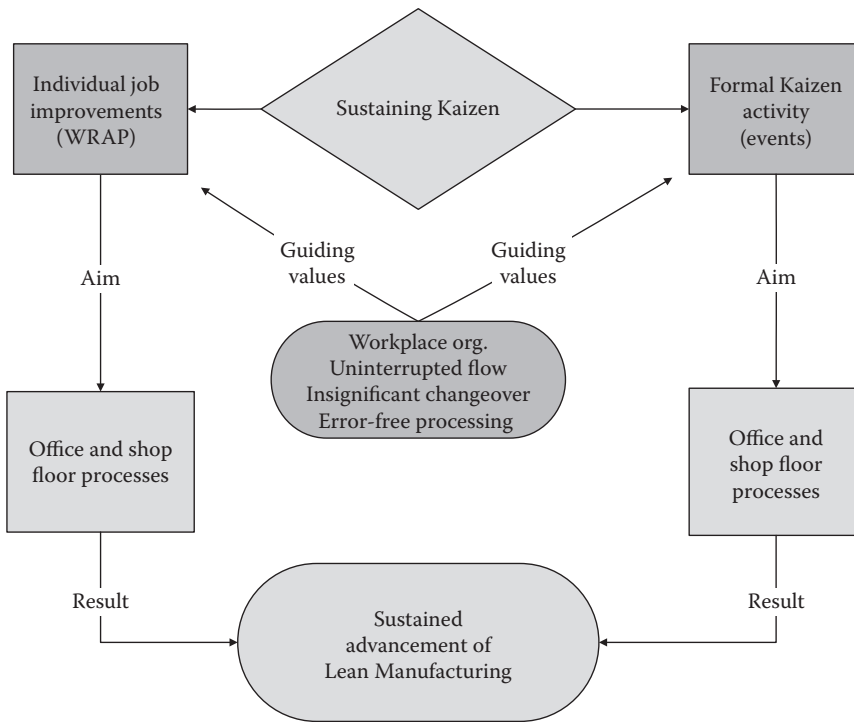 Individual job
improvements
(WRAP)
Sustaining Kaizen
Formal Kaizen
activity
(events)
Guiding
values
Guiding
values
Aim
Aim
Workplace org.
Uninterrupted flow
Insignificant changeover
Error-free processing
Office and shop
floor processes
Office and
shop floor
processes
Result
Result
Sustained
advancement of
Lean Manufacturing